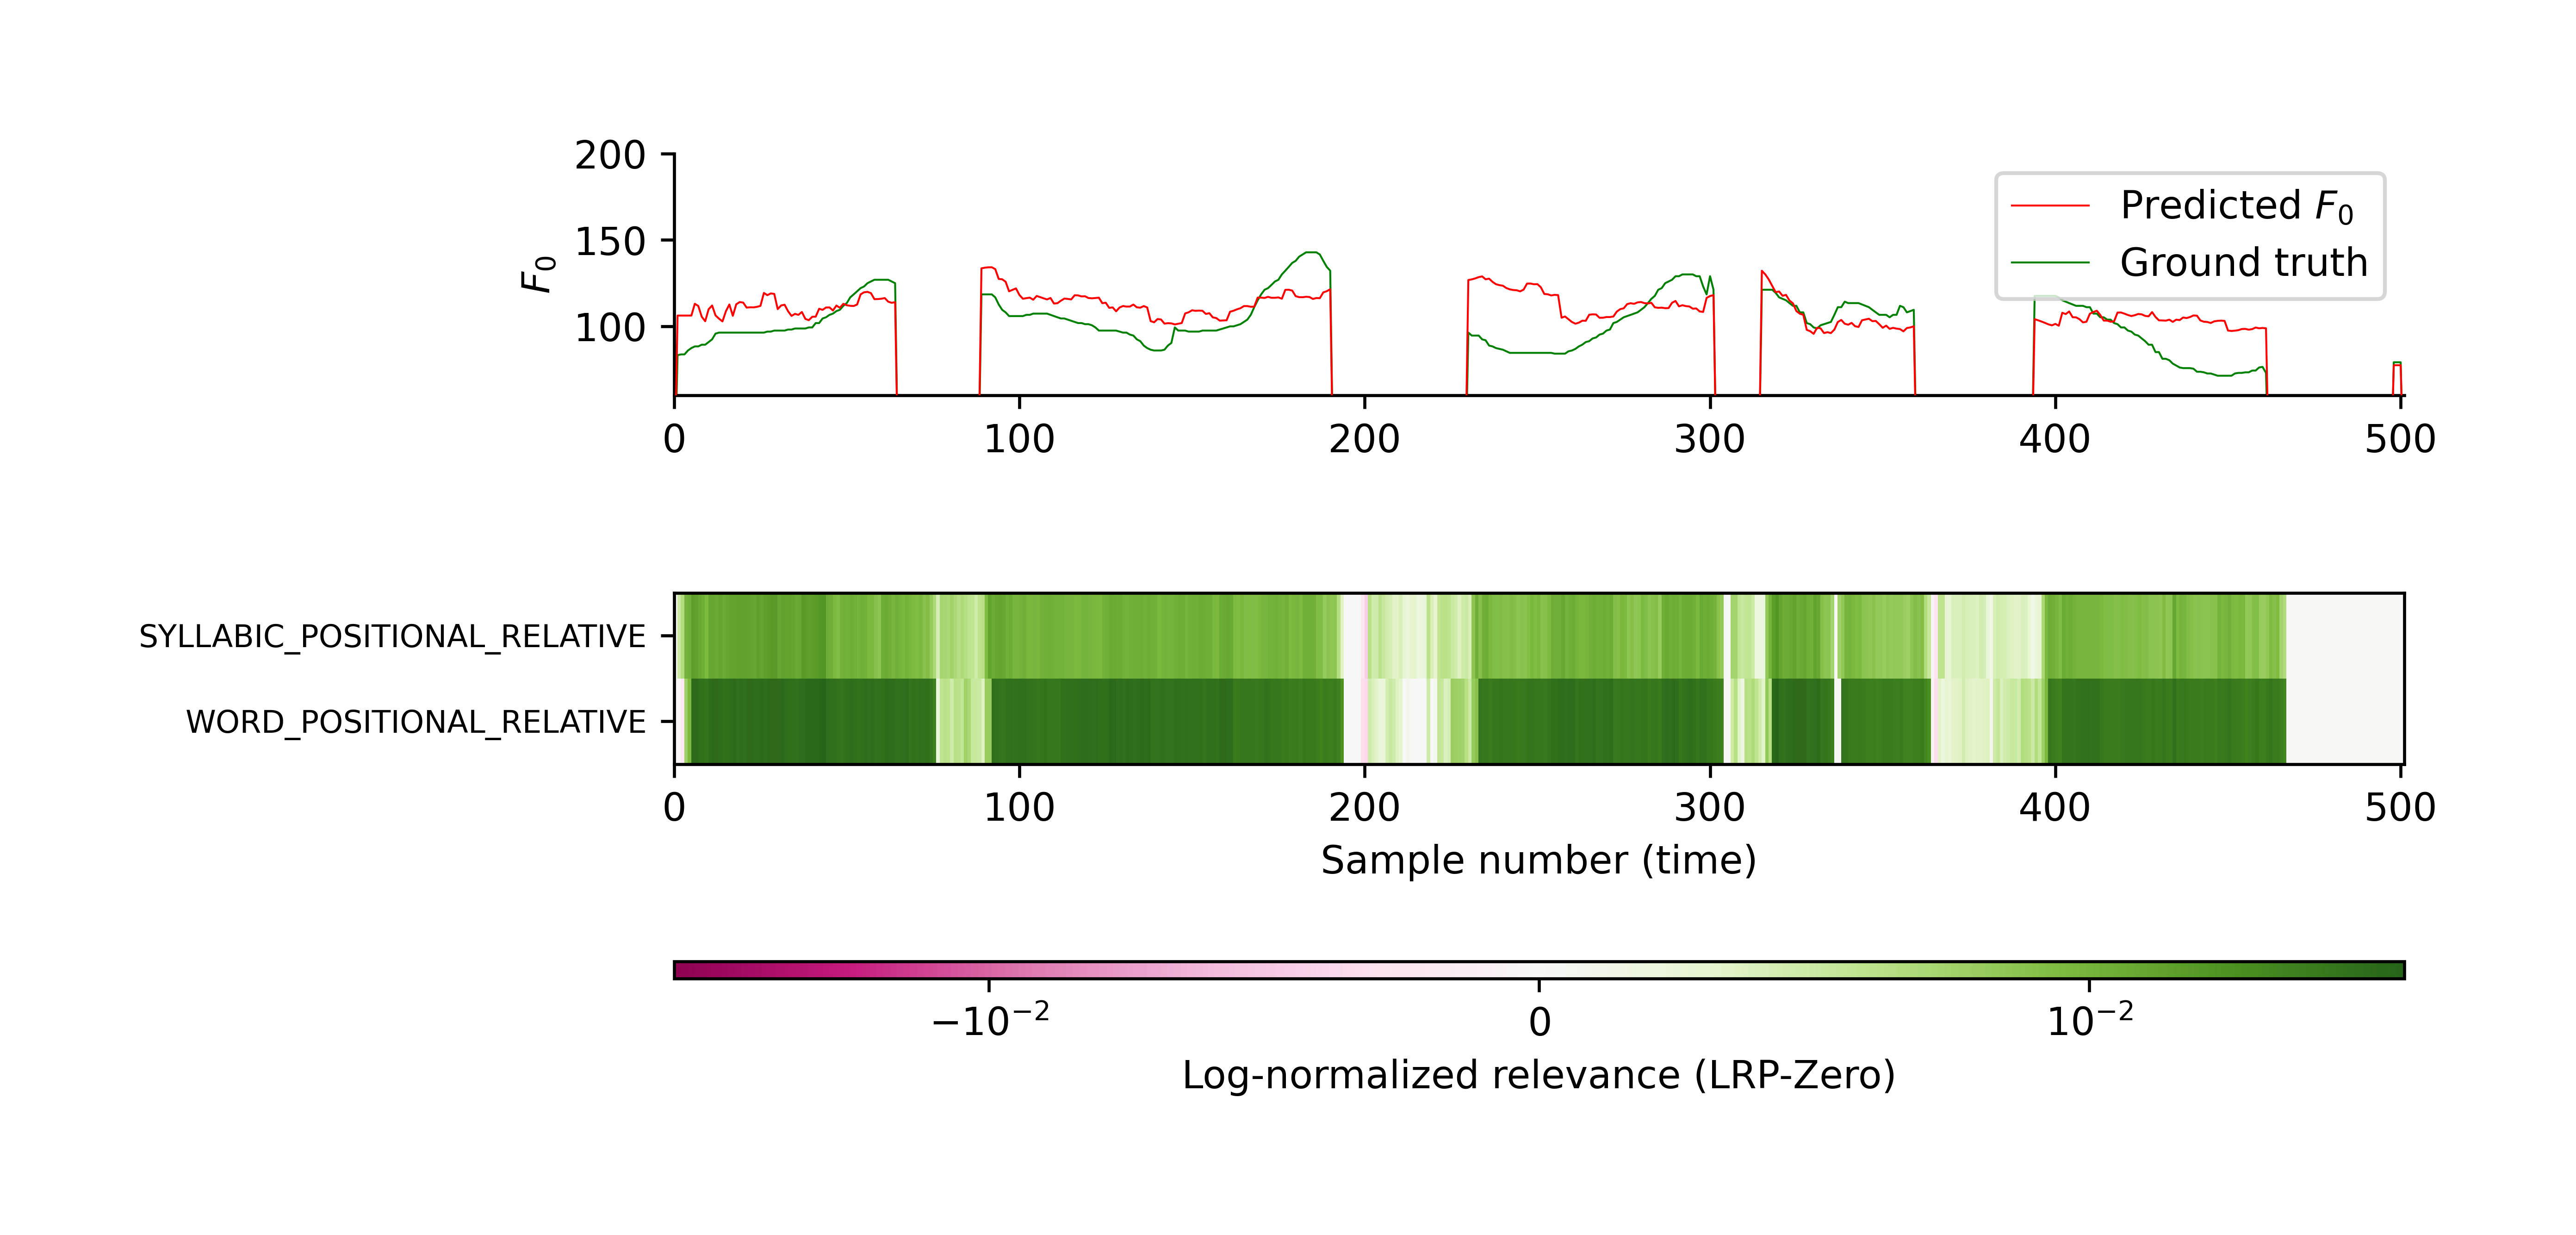 200
150
100
F0
Predicted F0
Ground truth
0 100 200 300 400 500
SYLLABIC_POSITIONAL_RELATIVE
WORD_POSITIONAL_RELATIVE
0 100 200 300 400 500
Sample number (time)
−10−2 0 10−2
Log-normalized relevance (LRP-Zero)